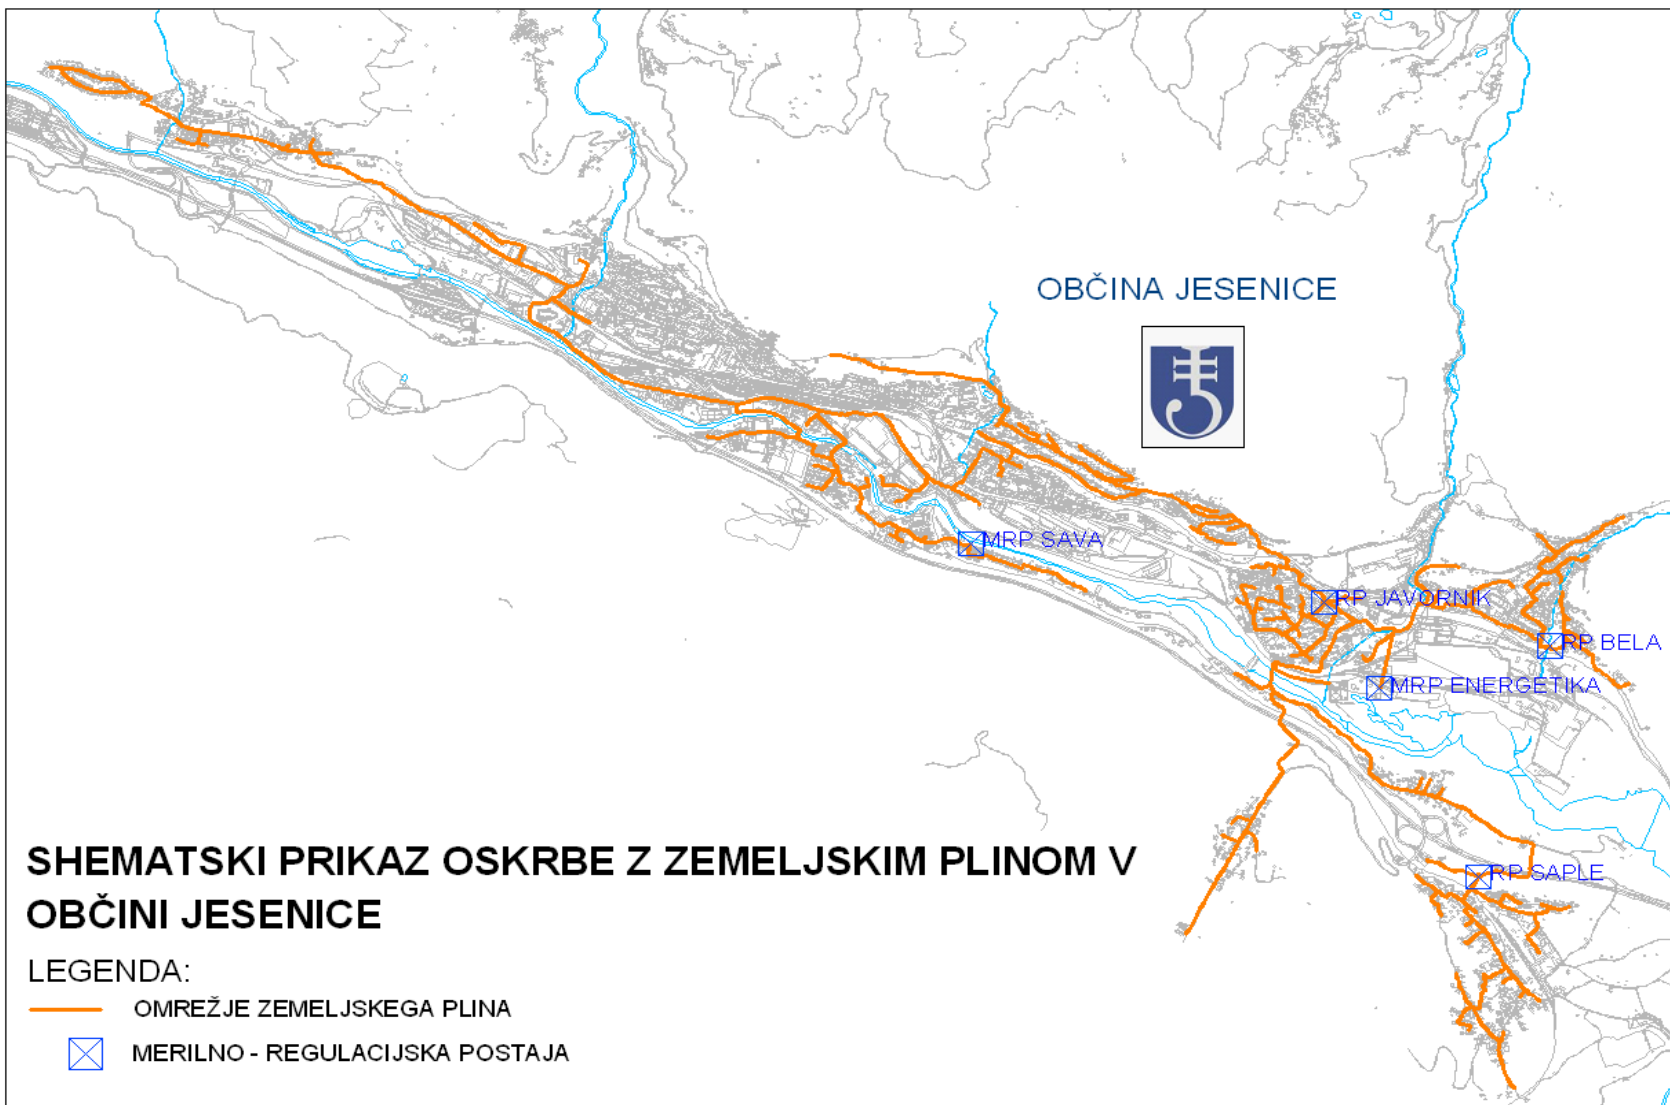 OBČINA JESENICE
MRP SAVA
RP JAVORNIK
RP BELA
MRP ENERGETIKA
RP SAPLE
SHEMATSKI PRIKAZ OSKRBE Z ZEMELJSKIM PLINOM V
OBČINI JESENICE
LEGENDA:
OMREŽJE ZEMELJSKEGA PLINA
MERILNO - REGULACIJSKA POSTAJA